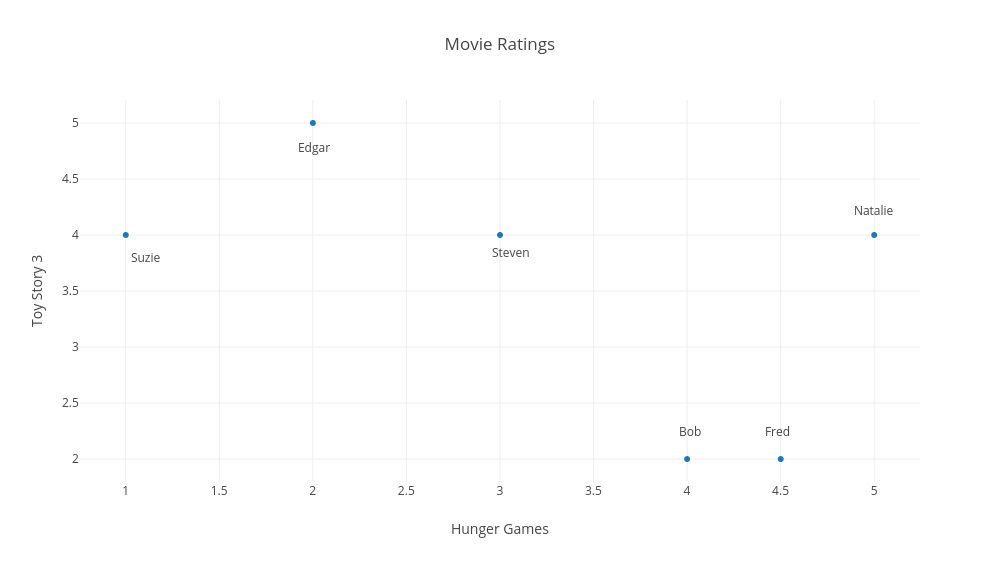 Movie Ratings
5
Edgar
4.5
Natalie
4
Steven
Suzie
3.5
Toy Story 3
3
2.5
Bob
Fred
2
1
1.5
2
2.5
3
3.5
4
4.5
5
Hunger Games